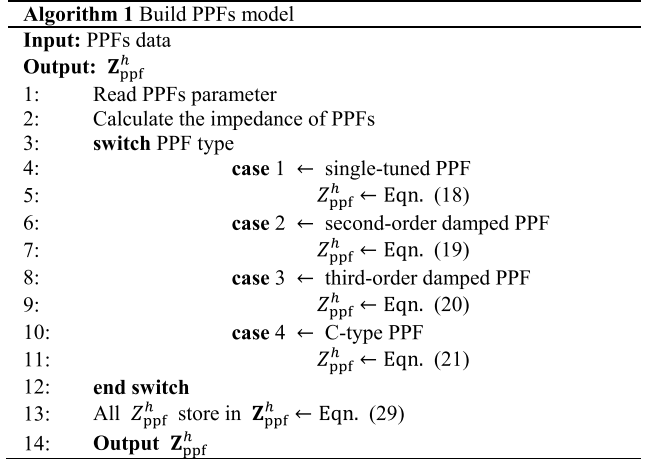 Algorithm 1 Build PPFs model
Input: PPFs data
Output: Z^h_ppf
1: Read PPFs parameter
2: Calculate the impedance of PPFs
3: switch PPF type
4: case 1 ← single-tuned PPF
5: Z^h_ppf ← Eqn. (18)
6: case 2 ← second-order damped PPF
7: Z^h_ppf ← Eqn. (19)
8: case 3 ← third-order damped PPF
9: Z^h_ppf ← Eqn. (20)
10: case 4 ← C-type PPF
11: Z^h_ppf ← Eqn. (21)
12: end switch
13: All Z^h_ppf store in Z^h_ppf ← Eqn. (29)
14: Output Z^h_ppf